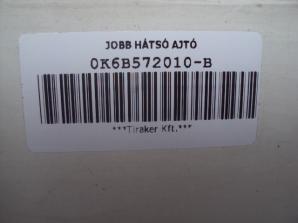 JOBB HÁTSÓ AJTÓ
0K6B572010-B
***Tiraker Kft.***